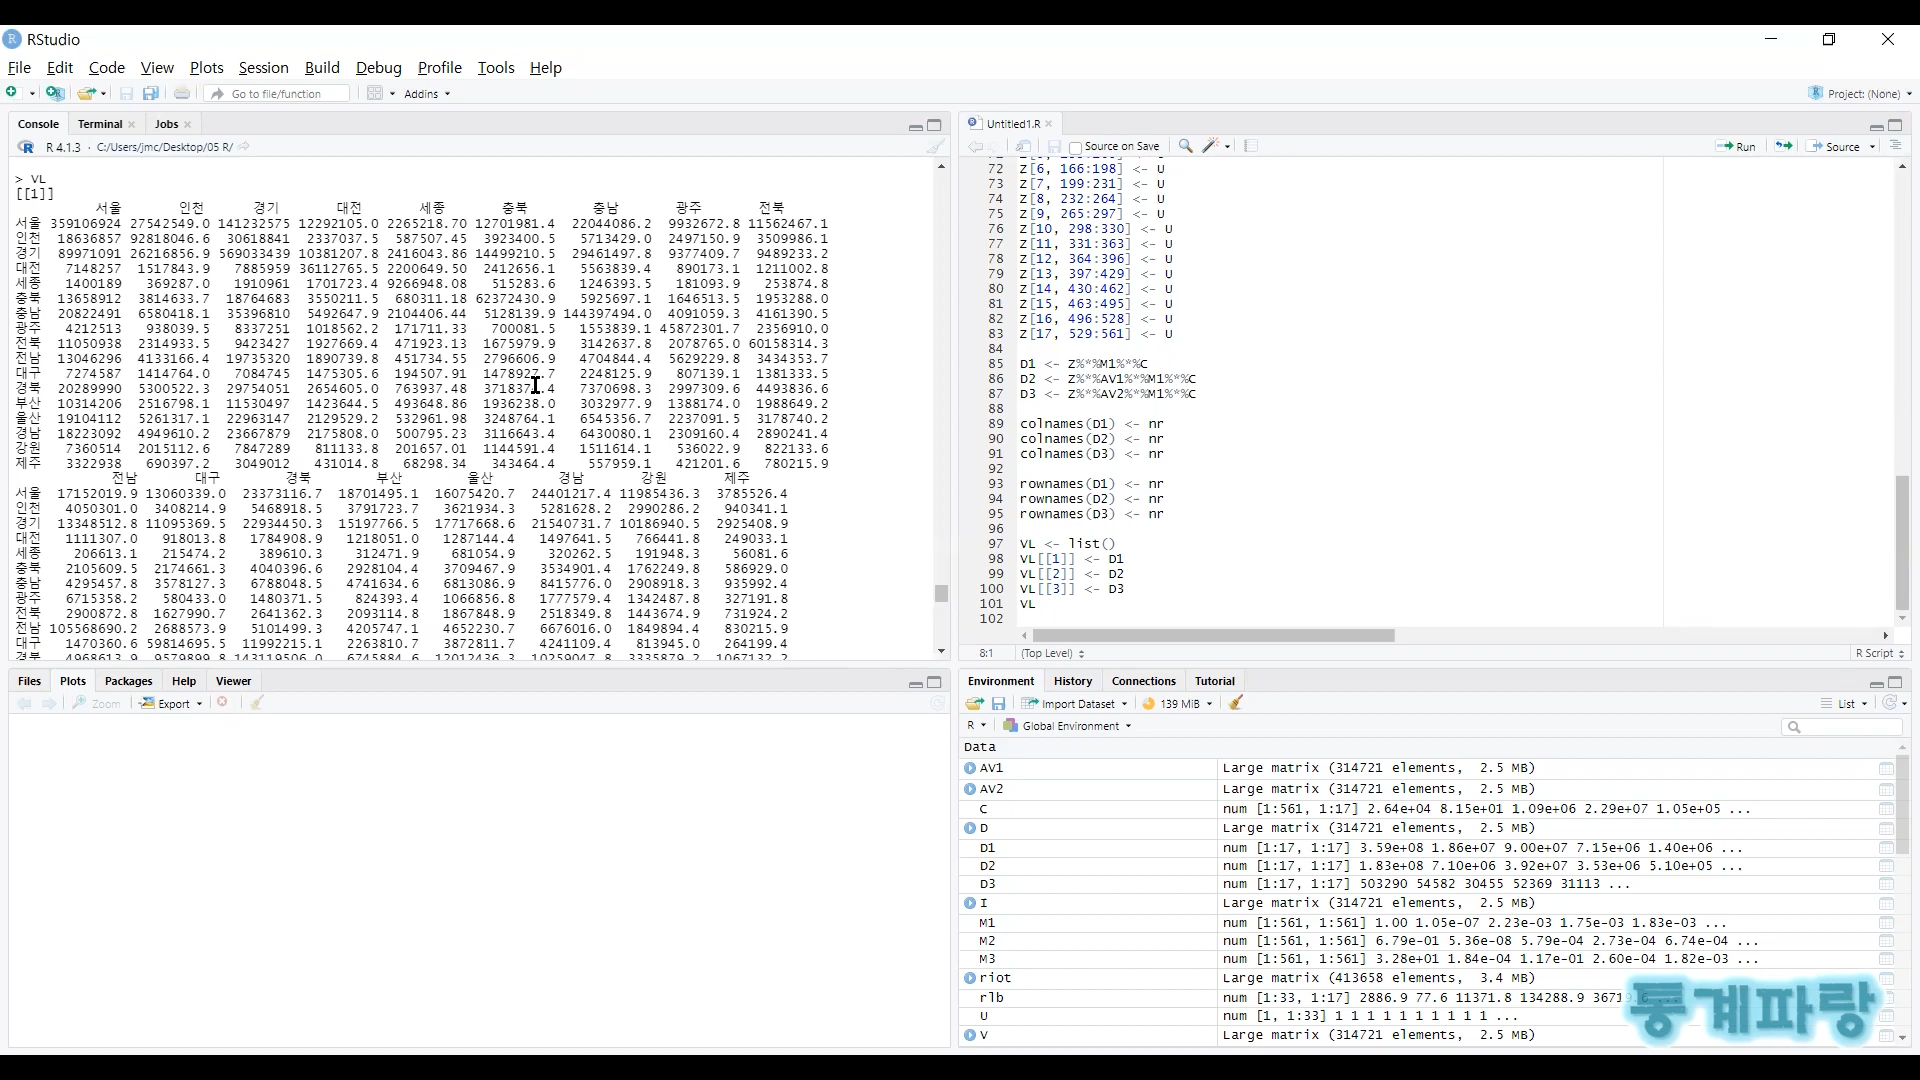 RStudio
File Edit Code View Plots Session Build Debug Profile Tools Help
Go to file/function Addins Project: (None)
Console Terminal Jobs
R 4.1.3 · C:/Users/jmc/Desktop/05 R/
> VL
[[1]]
서울 인천 경기 대전 세종 충북 충남 광주 전북
서울 359106924 27542549.0 141232575 12292105.0 2265218.70 12701981.4 22044086.2 9932672.8 11562467.1
인천 18636857 92818046.6 30618841 2337037.5 587507.45 3923400.5 5713429.0 2497150.9 3509986.1
경기 89971091 26216856.9 569033439 10381207.8 2416043.86 14499210.5 29461497.8 9377409.7 9489233.2
대전 7148257 1517843.9 7885959 36112765.5 2200649.50 2412656.1 5563839.4 890173.1 1211002.8
세종 1400189 369287.0 1910961 1701723.4 9266948.08 515283.6 1246393.5 181093.9 253874.8
충북 13658912 3814633.7 18764683 3550211.5 680311.18 62372430.9 5925697.1 1646513.5 1953288.0
충남 20822491 6580418.1 35396810 5492647.9 2104406.44 5128139.9 144397494.0 4091059.3 4161390.5
광주 4212513 938039.5 8337251 1018562.2 171711.33 700081.5 1553839.1 45872301.7 2356910.0
전북 11050938 2314933.5 9423427 1927669.4 471923.13 1675979.9 3142637.8 2078765.0 60158314.3
전남 13046296 4133166.4 19735320 1890739.8 451734.55 2796606.9 4704844.4 5629229.8 3434353.7
대구 7274587 1414764.0 7084745 1475305.6 194507.91 1478927.7 2248125.9 807139.1 1381333.5
경북 20289990 5300522.3 29754051 2654605.0 763937.48 371837 .4 7370698.3 2997309.6 4493836.6
부산 10314206 2516798.1 11530497 1423644.5 493648.86 1936238.0 3032977.9 1388174.0 1988649.2
울산 19104112 5261317.1 22963147 2129529.2 532961.98 3248764.1 6545356.7 2237091.5 3178740.2
경남 18223092 4949610.2 23667879 2175808.0 500795.23 3116643.4 6430080.1 2309160.4 2890241.4
강원 7360514 2015112.6 7847289 811133.8 201657.01 1144591.4 1511614.1 536022.9 822133.6
제주 3322938 690397.2 3049012 431014.8 68298.34 343464.4 557959.1 421201.6 780215.9
전남 대구 경북 부산 울산 경남 강원 제주
서울 17152019.9 13060339.0 23373116.7 18701495.1 16075420.7 24401217.4 11985436.3 3785526.4
인천 4050301.0 3408214.9 5468918.5 3791723.7 3621934.3 5281628.2 2990286.2 940341.1
경기 13348512.8 11095369.5 22934450.3 15197766.5 17717668.6 21540731.7 10186940.5 2925408.9
대전 1111307.0 918013.8 1784908.9 1218051.0 1287144.4 1497641.5 766441.8 249033.1
세종 206613.1 215474.2 389610.3 312471.9 681054.9 320262.5 191948.3 56081.6
충북 2105609.5 2174661.3 4040396.6 2928104.4 3709467.9 3534901.4 1762249.8 586929.0
충남 4295457.8 3578127.3 6788048.5 4741634.6 6813086.9 8415776.0 2908918.3 935992.4
광주 6715358.2 580433.0 1480371.5 824393.4 1066856.8 1777579.4 1342487.8 327191.8
전북 2900872.8 1627990.7 2641362.3 2093114.8 1867848.9 2518349.8 1443674.9 731924.2
전남 105568690.2 2688573.9 5101499.3 4205747.1 4652230.7 6676016.0 1849894.4 830215.9
대구 1470360.6 59814695.5 11992215.1 2263810.7 3872811.7 4241109.4 813945.0 264199.4
경북 4968613.9 9579899.8 143119506.0 6745884.6 12012436.3 10259047.8 3335879.2 1067132.2
Untitled1.R
Source on Save Run Source
72 Z[6, 166:198] <- U
73 Z[7, 199:231] <- U
74 Z[8, 232:264] <- U
75 Z[9, 265:297] <- U
76 Z[10, 298:330] <- U
77 Z[11, 331:363] <- U
78 Z[12, 364:396] <- U
79 Z[13, 397:429] <- U
80 Z[14, 430:462] <- U
81 Z[15, 463:495] <- U
82 Z[16, 496:528] <- U
83 Z[17, 529:561] <- U
84
85 D1 <- Z%*%M1%*%C
86 D2 <- Z%*%AV1%*%M1%*%C
87 D3 <- Z%*%AV2%*%M1%*%C
88
89 colnames(D1) <- nr
90 colnames(D2) <- nr
91 colnames(D3) <- nr
92
93 rownames(D1) <- nr
94 rownames(D2) <- nr
95 rownames(D3) <- nr
96
97 VL <- list()
98 VL[[1]] <- D1
99 VL[[2]] <- D2
100 VL[[3]] <- D3
101 VL
102
8:1 (Top Level) R Script
Files Plots Packages Help Viewer
Zoom Export
Environment History Connections Tutorial
Import Dataset 139 MiB List
R Global Environment
Data
AV1 Large matrix (314721 elements, 2.5 MB)
AV2 Large matrix (314721 elements, 2.5 MB)
C num [1:561, 1:17] 2.64e+04 8.15e+01 1.09e+06 2.29e+07 1.05e+05 ...
D Large matrix (314721 elements, 2.5 MB)
D1 num [1:17, 1:17] 3.59e+08 1.86e+07 9.00e+07 7.15e+06 1.40e+06 ...
D2 num [1:17, 1:17] 1.83e+08 7.10e+06 3.92e+07 3.53e+06 5.10e+05 ...
D3 num [1:17, 1:17] 503290 54582 30455 52369 31113 ...
I Large matrix (314721 elements, 2.5 MB)
M1 num [1:561, 1:561] 1.00 1.05e-07 2.23e-03 1.75e-03 1.83e-03 ...
M2 num [1:561, 1:561] 6.79e-01 5.36e-08 5.79e-04 2.73e-04 6.74e-04 ...
M3 num [1:561, 1:561] 3.28e+01 1.84e-04 1.17e-01 2.60e-04 1.82e-03 ...
riot Large matrix (413658 elements, 3.4 MB)
rlb num [1:33, 1:17] 2886.9 77.6 11371.8 134288.9
U num [1, 1:33] 1 1 1 1 1 1 1 1 1 1 ...
V Large matrix (314721 elements, 2.5 MB)
통계파랑